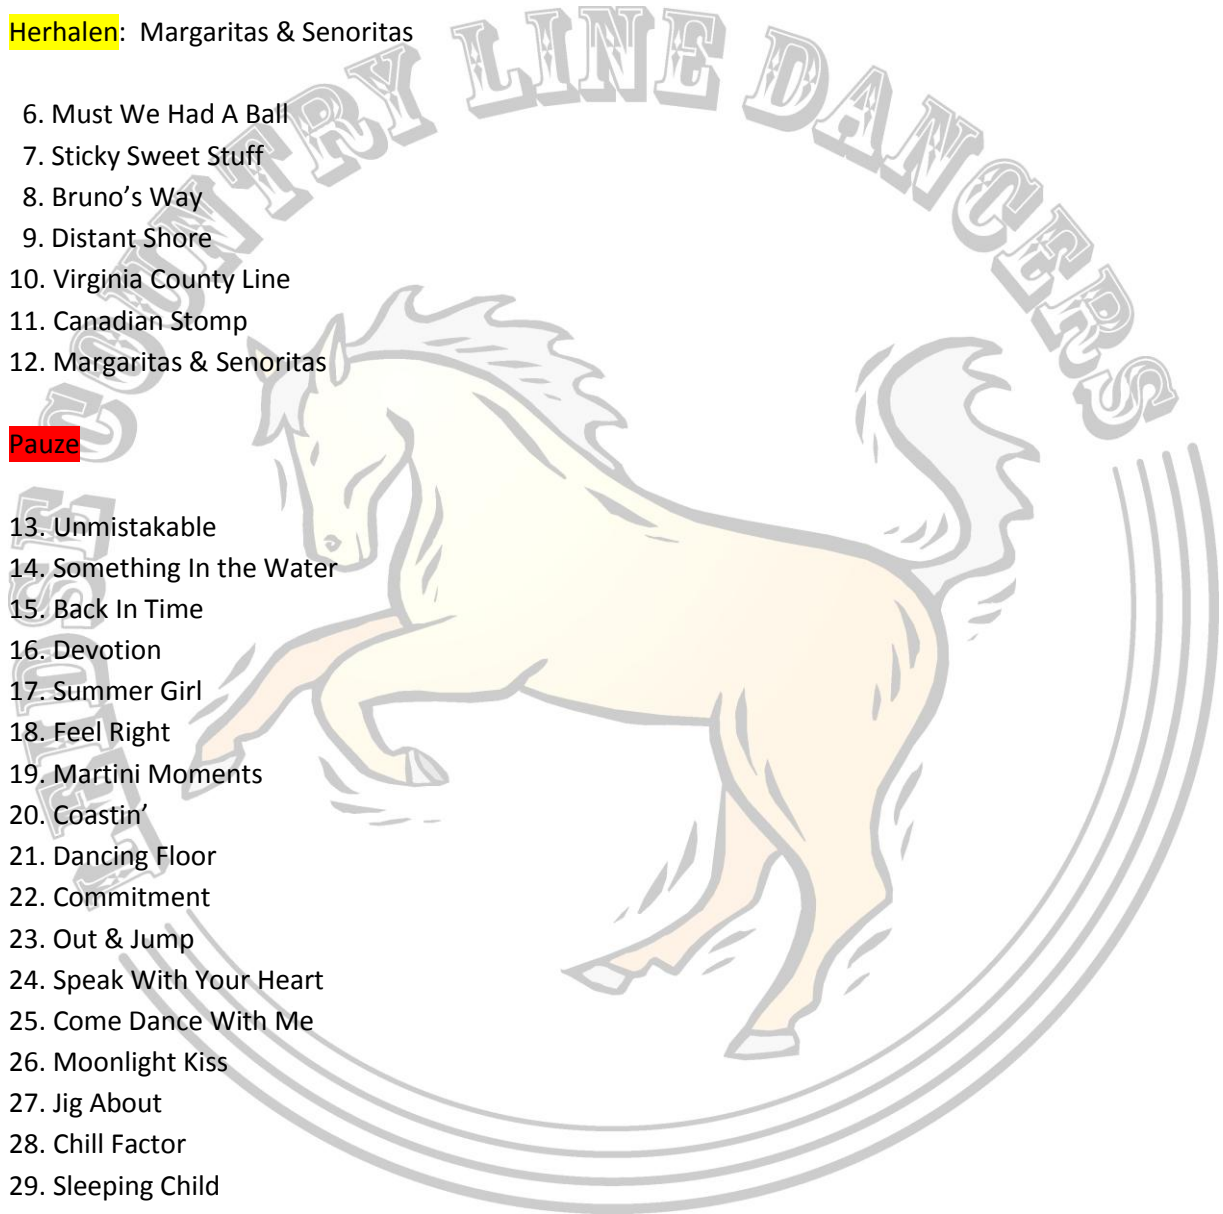 Herhalen: Margaritas & Senoritas
6. Must We Had A Ball
7. Sticky Sweet Stuff
8. Bruno’s Way
9. Distant Shore
10. Virginia County Line
11. Canadian Stomp
12. Margaritas & Senoritas
Pauze
13. Unmistakable
14. Something In the Water
15. Back In Time
16. Devotion
17. Summer Girl
18. Feel Right
19. Martini Moments
20. Coastin’
21. Dancing Floor
22. Commitment
23. Out & Jump
24. Speak With Your Heart
25. Come Dance With Me
26. Moonlight Kiss
27. Jig About
28. Chill Factor
29. Sleeping Child
COUNTRY LINE DANCERS